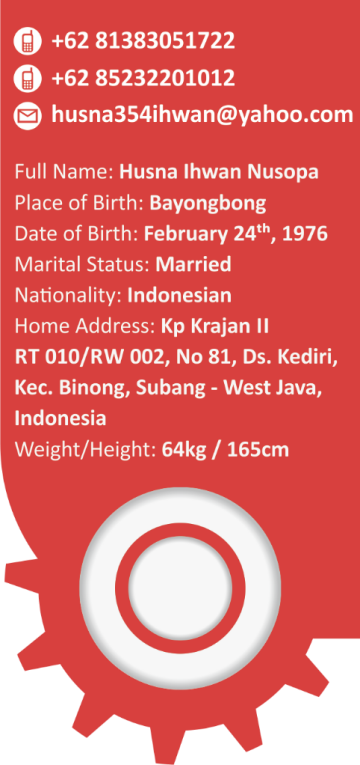 +62 81383051722
+62 85232201012
husna354ihwan@yahoo.com
Full Name: Husna Ihwan Nusopa
Place of Birth: Bayongbong
Date of Birth: February 24th, 1976
Marital Status: Married
Nationality: Indonesian
Home Address: Kp Krajan II
RT 010/RW 002, No 81, Ds. Kediri,
Kec. Binong, Subang - West Java,
Indonesia
Weight/Height: 64kg / 165cm